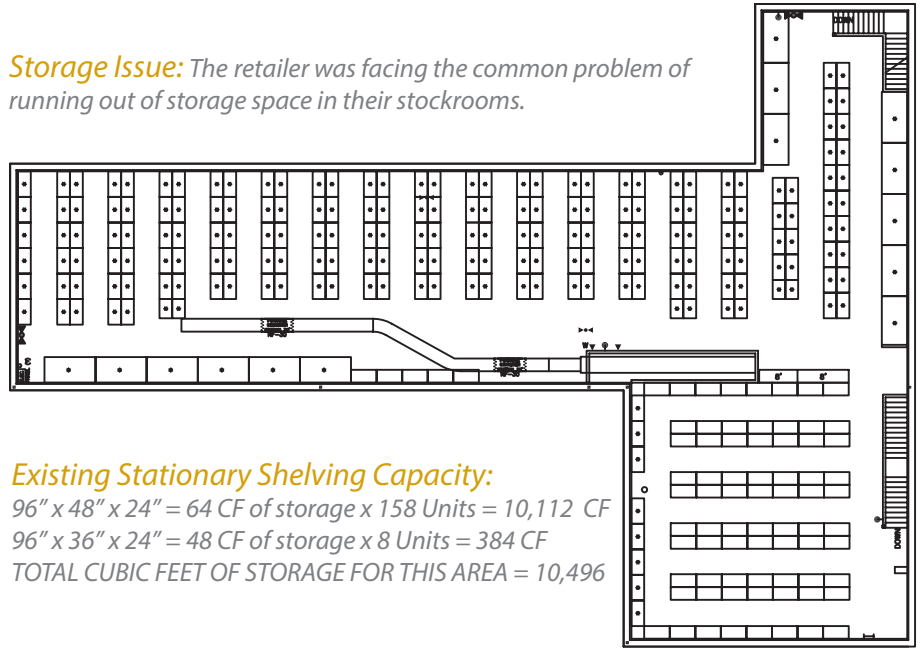 DOWN
Storage Issue: The retailer was facing the common problem of
running out of storage space in their stockrooms.
W
8' 8'
Existing Stationary Shelving Capacity:
96” x 48” x 24” = 64 CF of storage x 158 Units = 10,112 CF
96” x 36” x 24” = 48 CF of storage x 8 Units = 384 CF
TOTAL CUBIC FEET OF STORAGE FOR THIS AREA = 10,496
DOWN